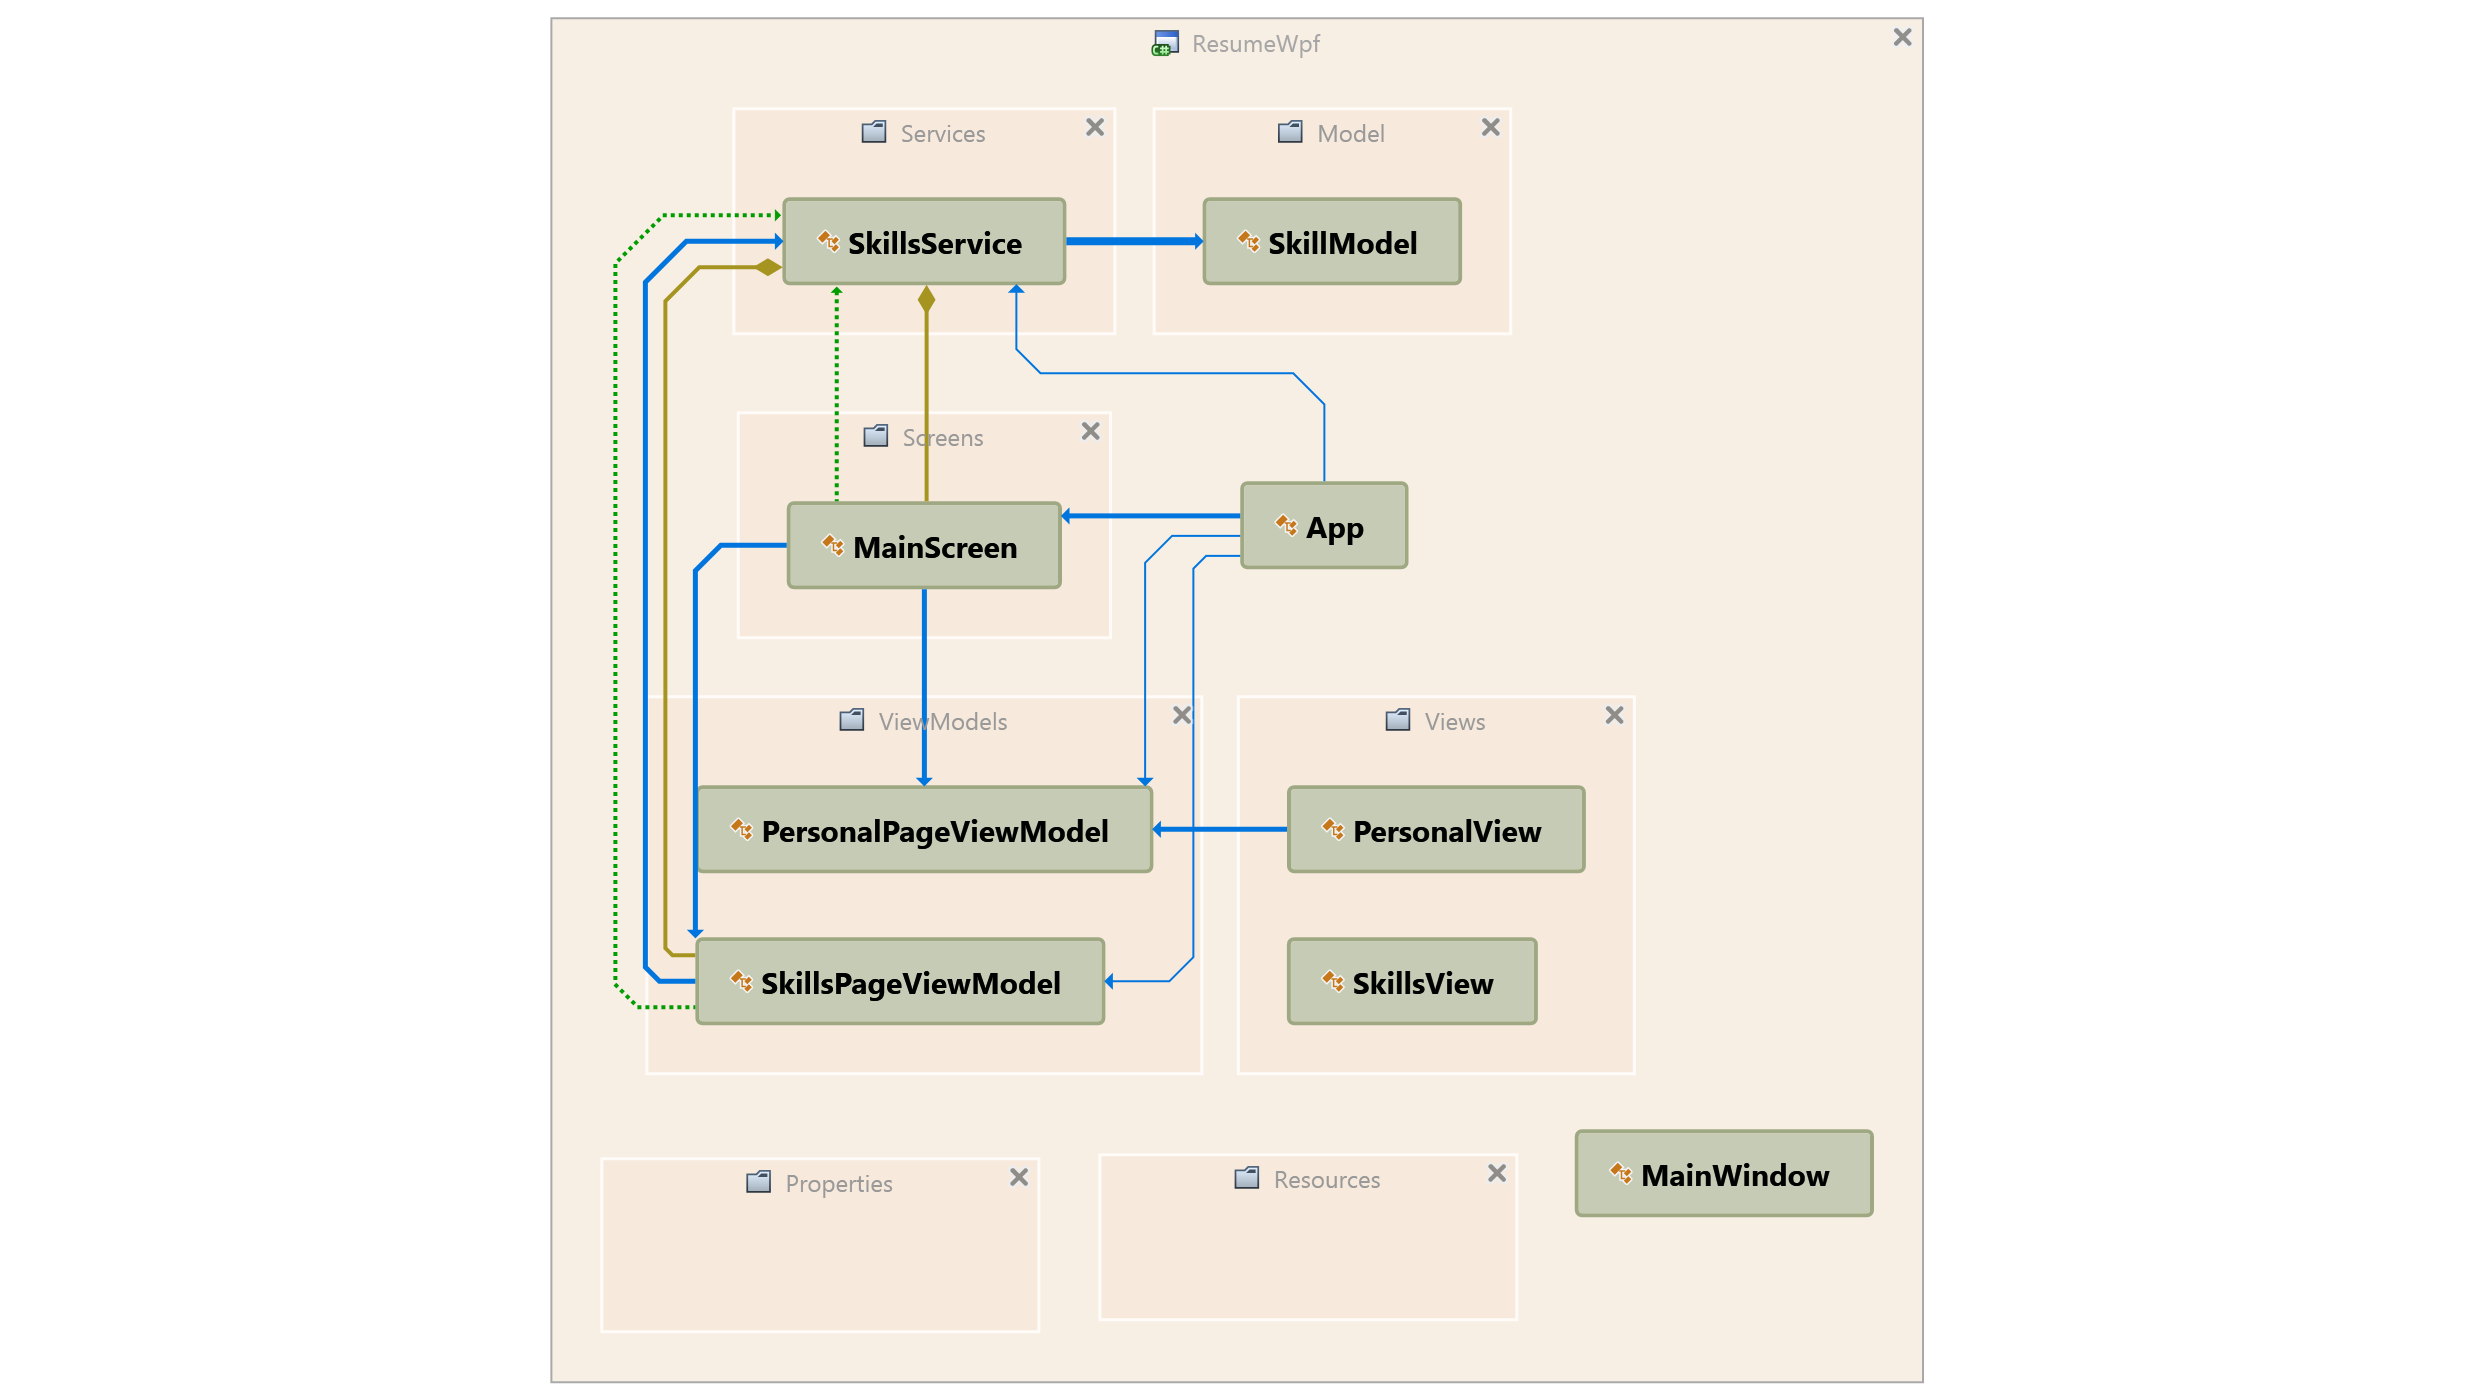 C# ResumeWpf
Services
Model
SkillsService
SkillModel
Screens
MainScreen
App
ViewModels
Views
PersonalPageViewModel
PersonalView
SkillsPageViewModel
SkillsView
Properties
Resources
MainWindow